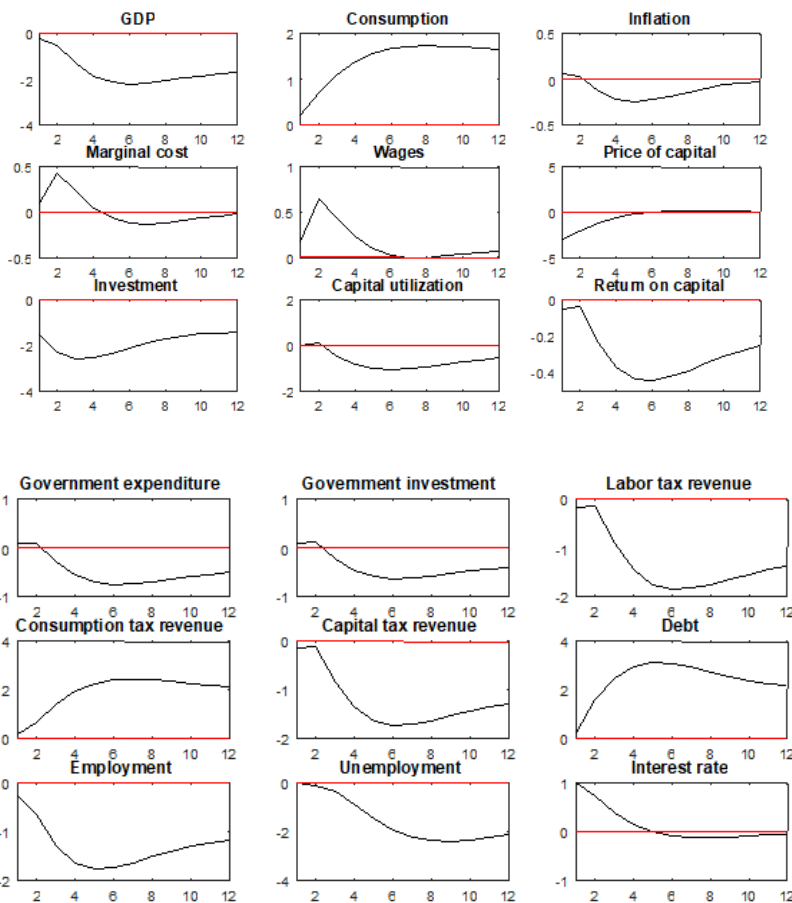 GDP Consumption Inflation
0 2 0.5
-2 1 0
-4 0 -0.5
2 4 6 8 10 12 2 4 6 8 10 12 2 4 6 8 10 12
Marginal cost Wages Price of capital
0.5 1 5
0 0.5 0
-0.5 0 -5
2 4 6 8 10 12 2 4 6 8 10 12 2 4 6 8 10 12
Investment Capital utilization Return on capital
0 2 0
-0.2
-2 0
-0.4
-4 -2
2 4 6 8 10 12 2 4 6 8 10 12 2 4 6 8 10 12
Government expenditure Government investment Labor tax revenue
1 1 0
0 0 -1
-1 -1 -2
2 4 6 8 10 12 2 4 6 8 10 12 2 4 6 8 10 12
Consumption tax revenue Capital tax revenue Debt
4 0 4
2 -1 2
0 -2 0
2 4 6 8 10 12 2 4 6 8 10 12 2 4 6 8 10 12
Employment Unemployment Interest rate
0 0 1
-1 -2 0
-2 -4 -1
2 4 6 8 10 12 2 4 6 8 10 12 2 4 6 8 10 12